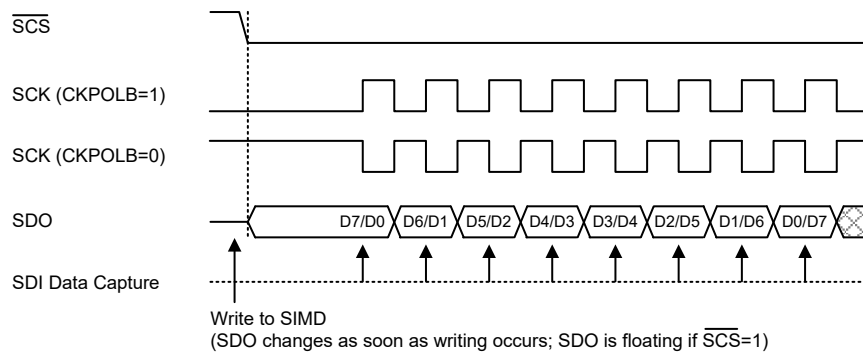 SCS
SCK (CKPOLB=1)
SCK (CKPOLB=0)
SDO
D7/D0 D6/D1 D5/D2 D4/D3 D3/D4 D2/D5 D1/D6 D0/D7
SDI Data Capture
Write to SIMD
(SDO changes as soon as writing occurs; SDO is floating if SCS=1)